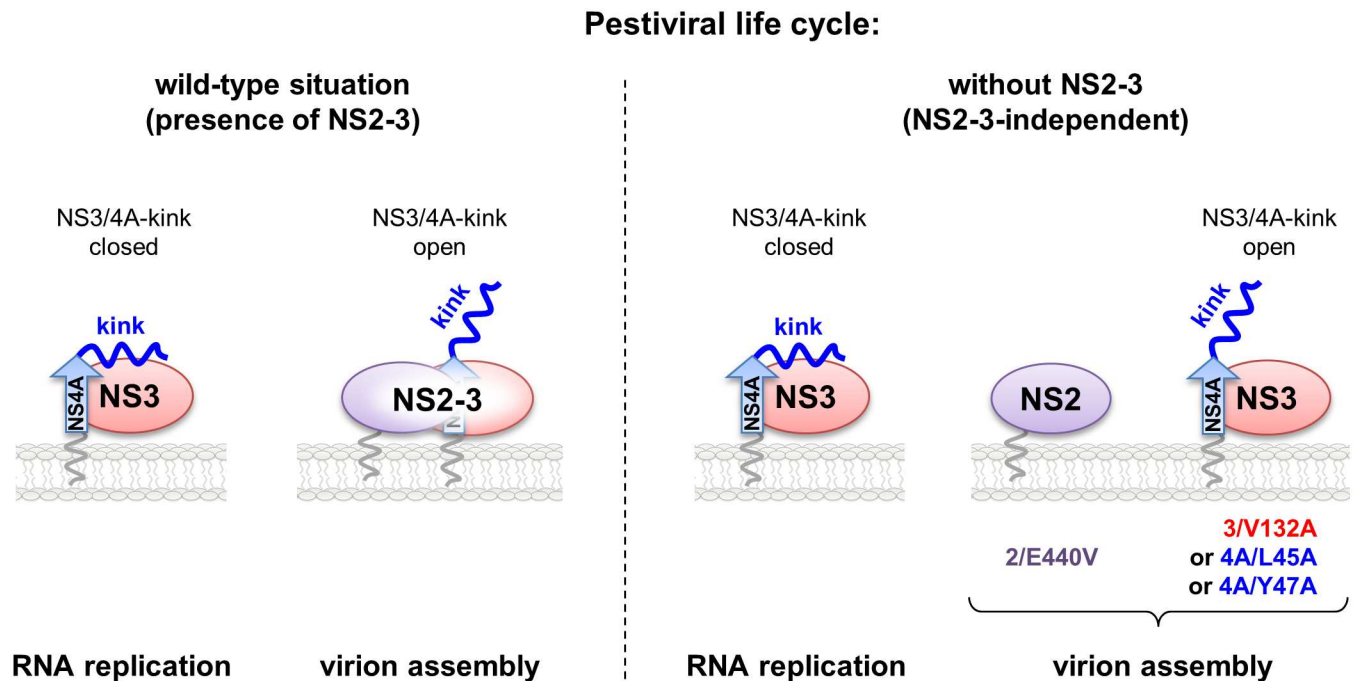 Pestiviral life cycle:
wild-type situation
(presence of NS2-3)
NS3/4A-kink
closed
NS3/4A-kink
open
kink
NS4A
NS3
kink
NS2-3
N
RNA replication
virion assembly
without NS2-3
(NS2-3-independent)
NS3/4A-kink
closed
NS3/4A-kink
open
kink
NS4A
NS3
NS2
kink
NS4A
NS3
2/E440V
3/V132A
or 4A/L45A
or 4A/Y47A
RNA replication
virion assembly